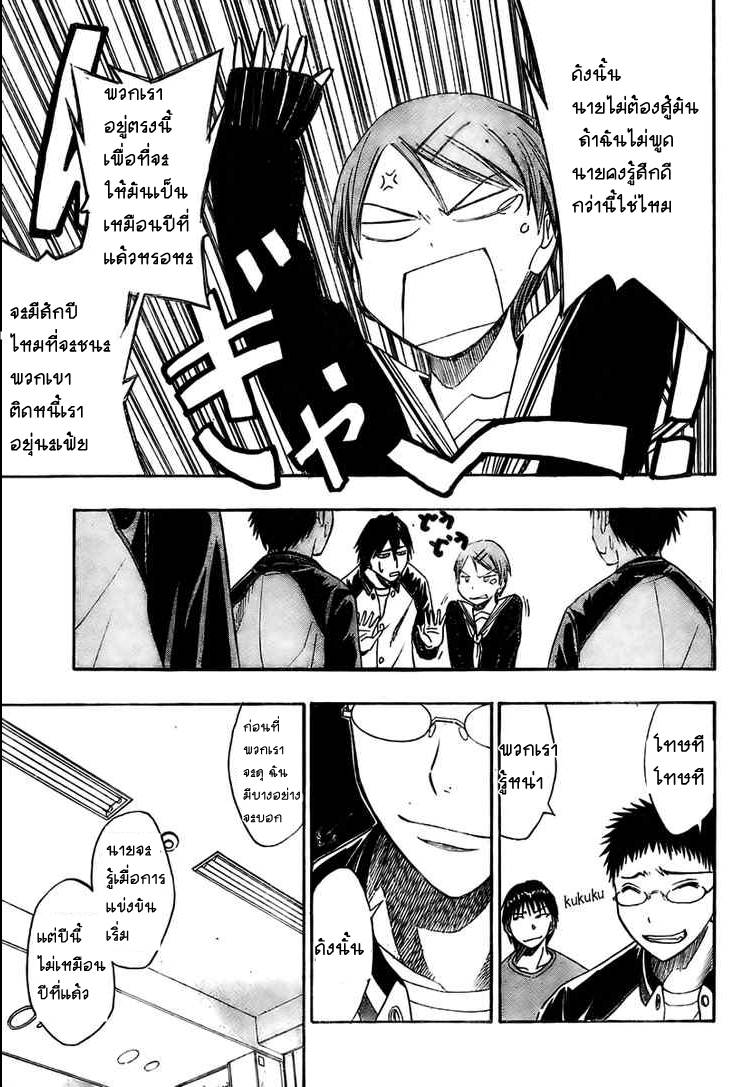 ดังนั้น
นายไม่ต้องสู้มัน
ถ้าฉันไม่พูด
นายคงรู้สึกดี
กว่านี้ใช่ไหม
พวกเรา
อยู่ตรงนี้
เพื่อที่จะ
ให้มันเป็น
เหมือนปีที่
แล้วหรอหะ
จะมีสักปี
ไหมที่จะชนะ
พวกเขา
ติดหนี้เรา
อยู่นะเฟ้ย
ギャー!!
どうどう
โทษที
โทษที
พวกเรา
รู้หน่า
kukuku
ก่อนที่
พวกเรา
จะดุ ฉัน
มีบางอย่าง
จะบอก
ดังนั้น
นายจะ
รู้เมื่อการ
แข่งขัน
เริ่ม
แต่ปีนี้
ไม่เหมือน
ปีที่แล้ว